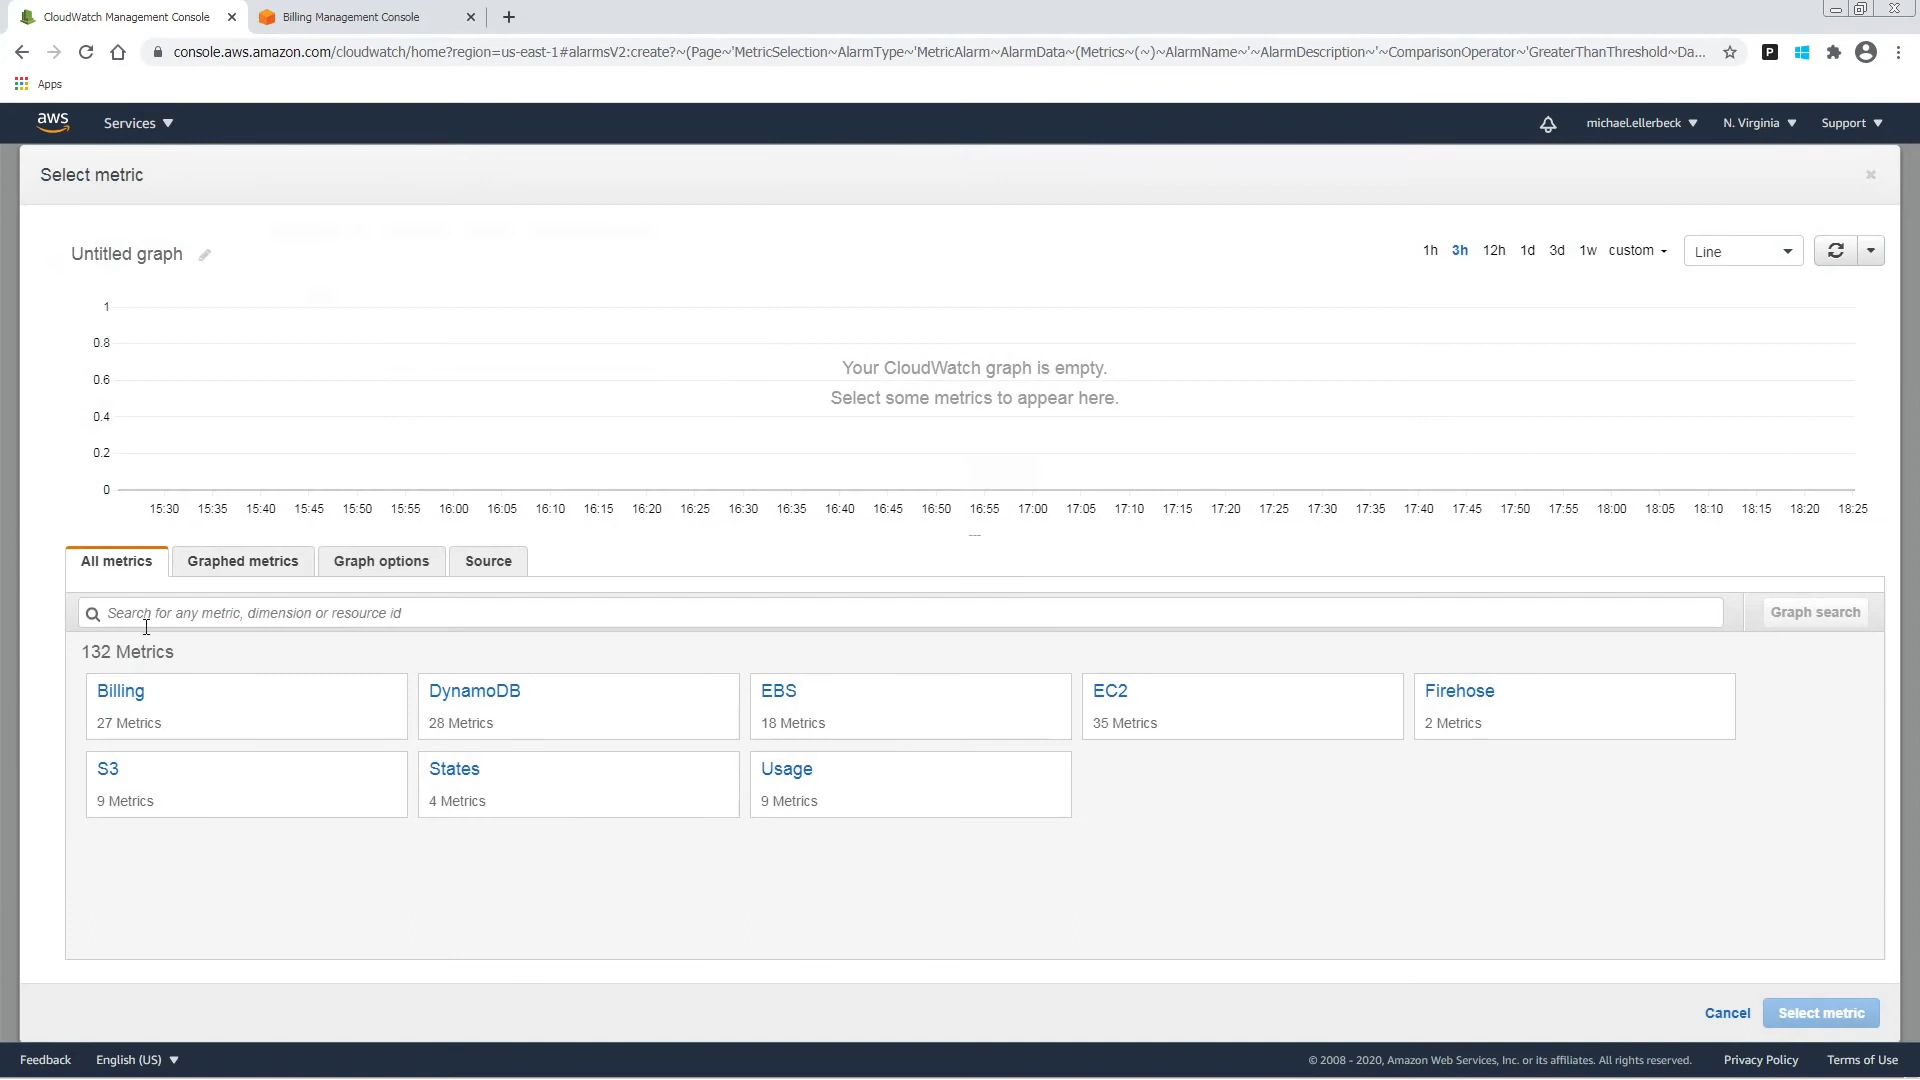 CloudWatch Management Console
Billing Management Console
console.aws.amazon.com/cloudwatch/home?region=us-east-1#alarmsV2:create?~(Page~'MetricSelection~AlarmType~'MetricAlarm~AlarmData~(Metrics~(~)~AlarmName~'~AlarmDescription~'~ComparisonOperator~'GreaterThanThreshold~Da...
P
Apps
aws
Services
michael.ellerbeck
N. Virginia
Support
Select metric
Untitled graph
1h 3h 12h 1d 3d 1w custom
Line
1
0.8
Your CloudWatch graph is empty.
0.6
Select some metrics to appear here.
0.4
0.2
0
15:30 15:35 15:40 15:45 15:50 15:55 16:00 16:05 16:10 16:15 16:20 16:25 16:30 16:35 16:40 16:45 16:50 16:55 17:00 17:05 17:10 17:15 17:20 17:25 17:30 17:35 17:40 17:45 17:50 17:55 18:00 18:05 18:10 18:15 18:20 18:25
All metrics
Graphed metrics
Graph options
Source
Search for any metric, dimension or resource id
Graph search
132 Metrics
Billing
27 Metrics
DynamoDB
28 Metrics
EBS
18 Metrics
EC2
35 Metrics
Firehose
2 Metrics
S3
9 Metrics
States
4 Metrics
Usage
9 Metrics
Cancel
Select metric
Feedback
English (US)
© 2008 - 2020, Amazon Web Services, Inc. or its affiliates. All rights reserved.
Privacy Policy
Terms of Use